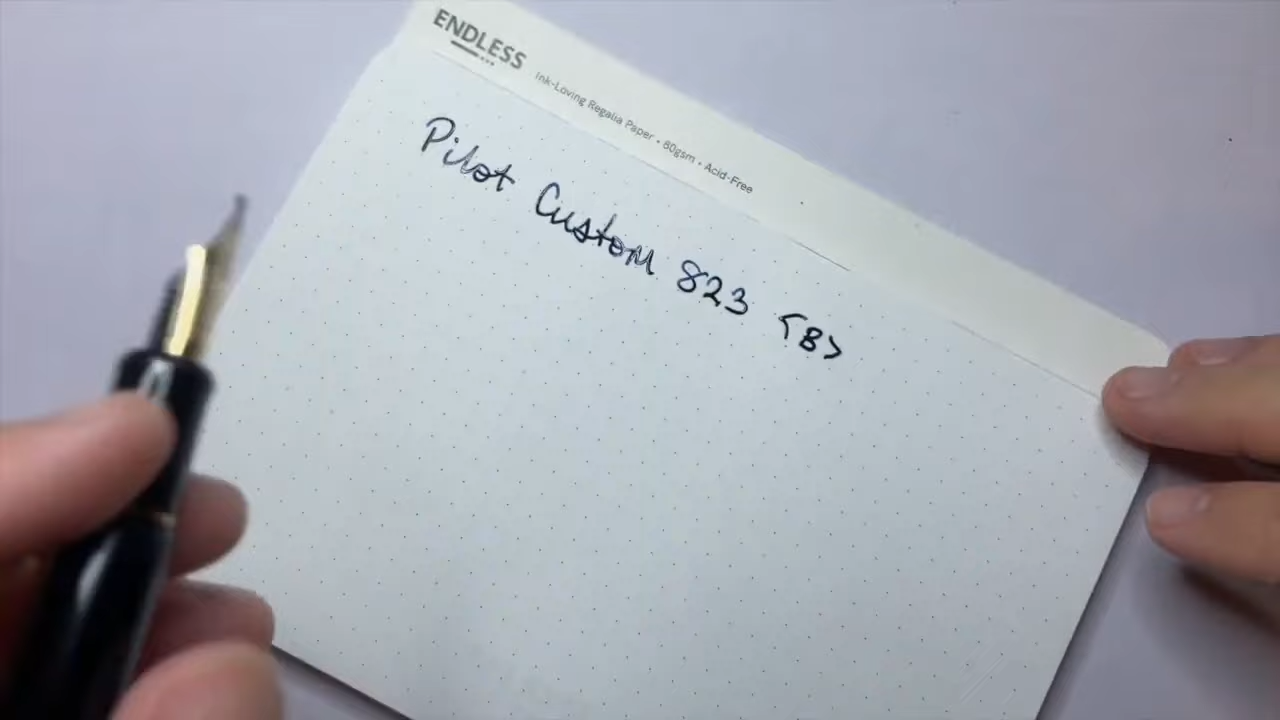 ENDLESS
Ink-Loving Regalia Paper • 80gsm • Acid-Free
Pilot Custom 823 <B>